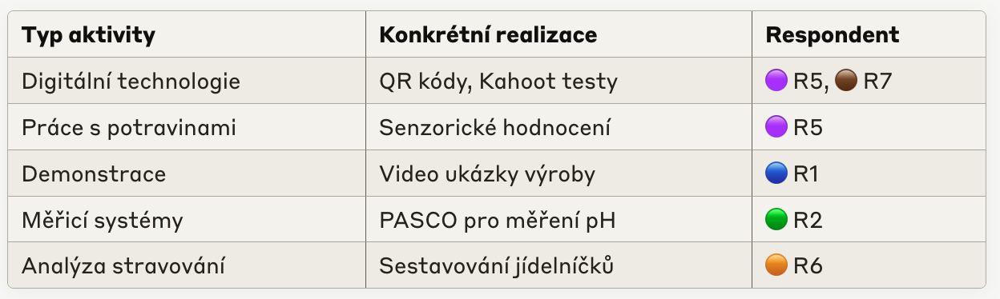 Typ aktivity Konkrétní realizace Respondent
Digitální technologie QR kódy, Kahoot testy 🟣 R5, 🟤 R7
Práce s potravinami Senzorické hodnocení 🟣 R5
Demonstrace Video ukázky výroby 🔵 R1
Měřicí systémy PASCO pro měření pH 🟢 R2
Analýza stravování Sestavování jídelníčků 🟠 R6